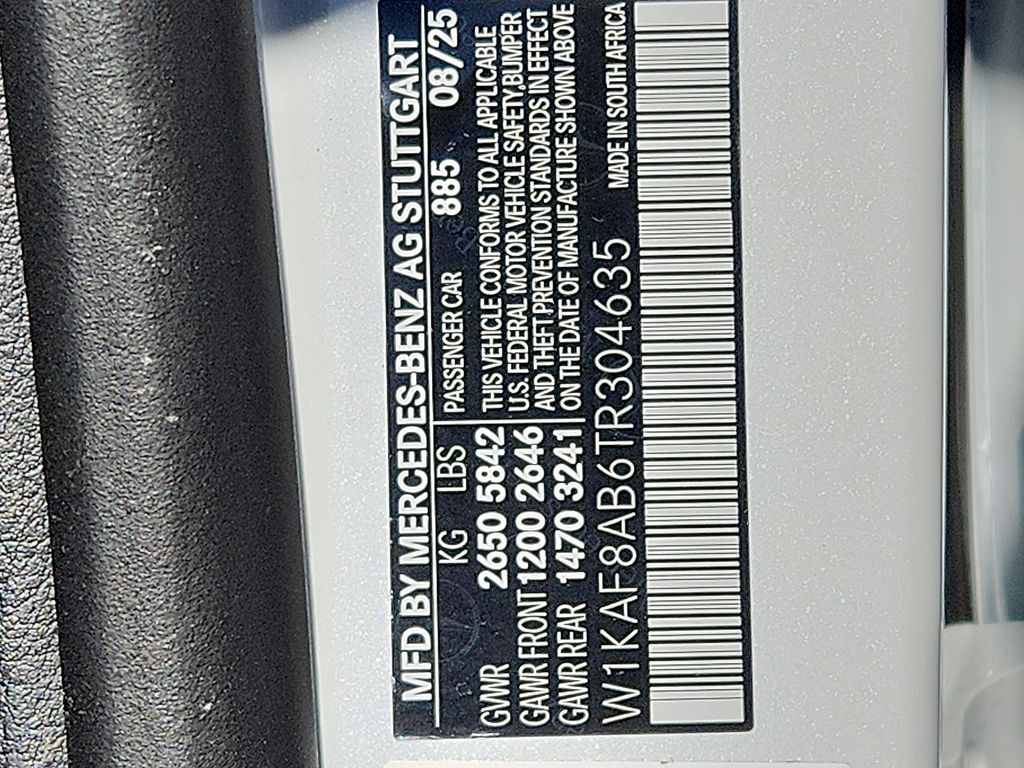 MFD BY MERCEDES-BENZ AG STUTTGART
KG LBS PASSENGER CAR 885 08/25
GVWR 2650 5842 THIS VEHICLE CONFORMS TO ALL APPLICABLE
GAWR FRONT 1200 2646 U.S. FEDERAL MOTOR VEHICLE SAFETY,BUMPER
AND THEFT PREVENTION STANDARDS IN EFFECT
GAWR REAR 1470 3241 ON THE DATE OF MANUFACTURE SHOWN ABOVE
W1KAF8AB6TR304635 MADE IN SOUTH AFRICA